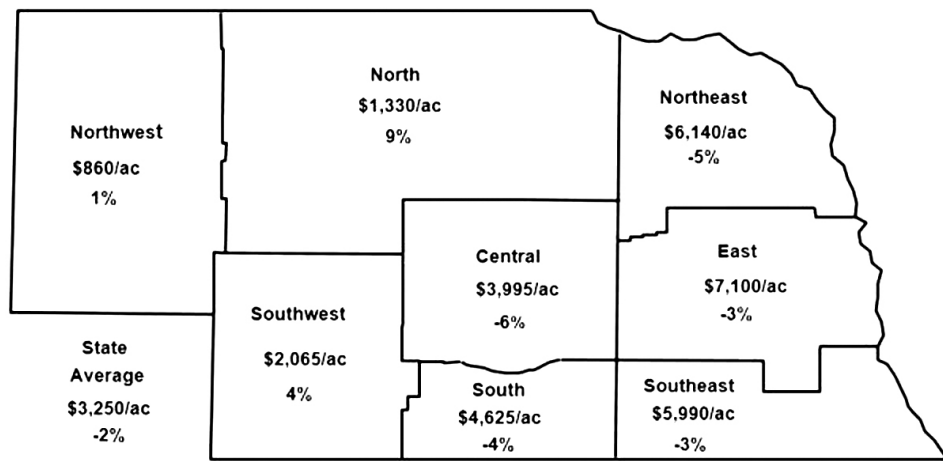 North
$1,330/ac
9%
Northeast
$6,140/ac
-5%
Northwest
$860/ac
1%
Central
$3,995/ac
-6%
East
$7,100/ac
-3%
Southwest
$2,065/ac
4%
State
Average
$3,250/ac
-2%
South
$4,625/ac
-4%
Southeast
$5,990/ac
-3%